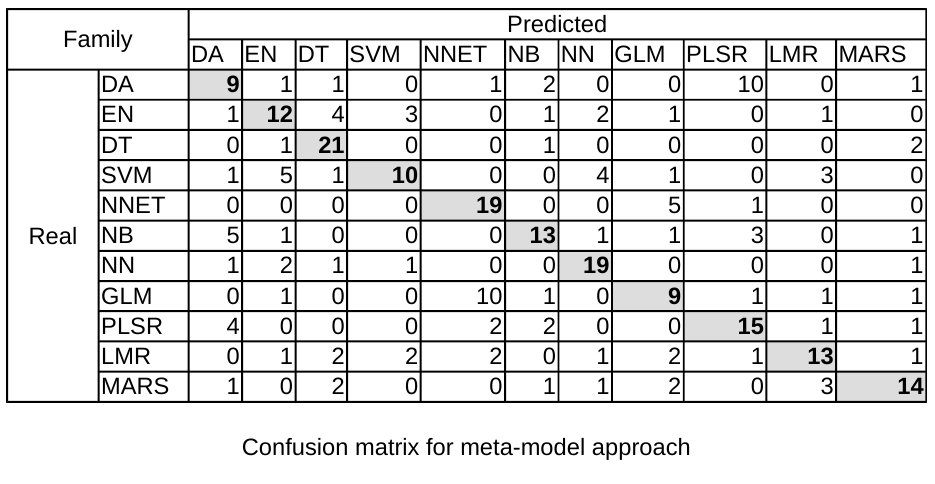 Family Predicted
DA EN DT SVM NNET NB NN GLM PLSR LMR MARS
Real
DA 9 1 1 0 1 2 0 0 10 0 1
EN 1 12 4 3 0 1 2 1 0 1 0
DT 0 1 21 0 0 1 0 0 0 0 2
SVM 1 5 1 10 0 0 4 1 0 3 0
NNET 0 0 0 0 19 0 0 5 1 0 0
NB 5 1 0 0 0 13 1 1 3 0 1
NN 1 2 1 1 0 0 19 0 0 0 1
GLM 0 1 0 0 10 1 0 9 1 1 1
PLSR 4 0 0 0 2 2 0 0 15 1 1
LMR 0 1 2 2 2 0 1 2 1 13 1
MARS 1 0 2 0 0 1 1 2 0 3 14
Confusion matrix for meta-model approach